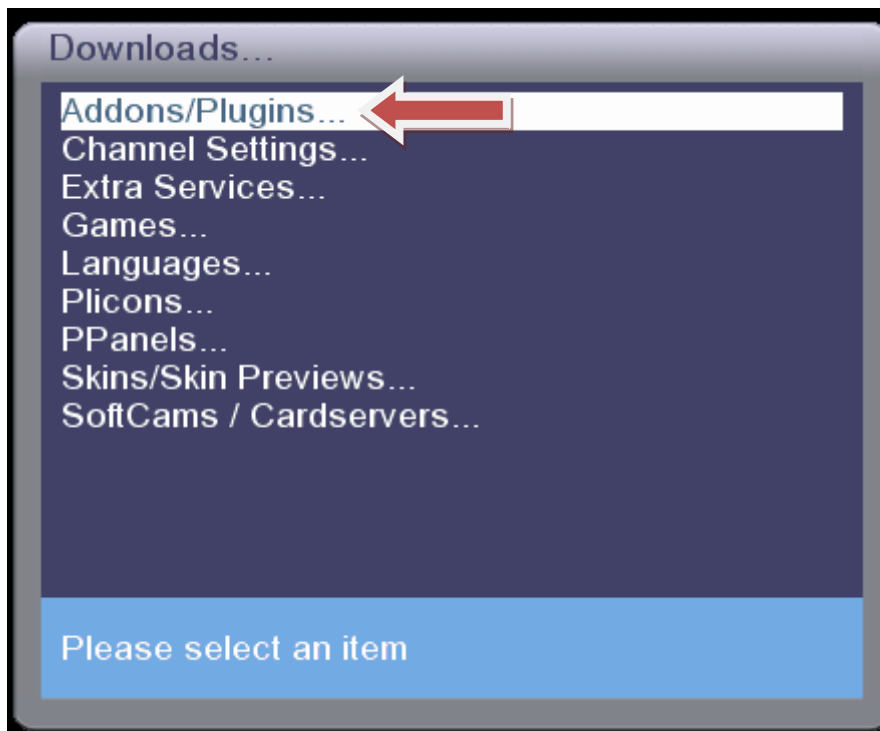 Downloads...
Addons/Plugins...
Channel Settings...
Extra Services...
Games...
Languages...
Plicons...
PPanels...
Skins/Skin Previews...
SoftCams / Cardservers...
Please select an item